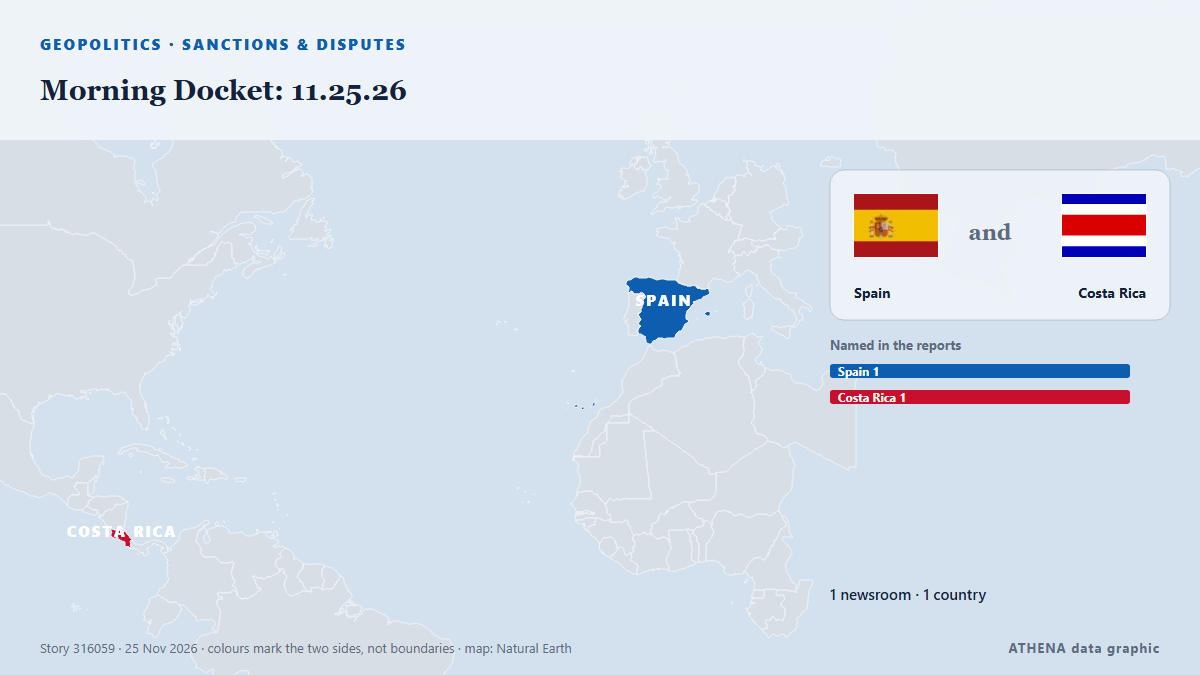 GEOPOLITICS · SANCTIONS & DISPUTES
Morning Docket: 11.25.26
and
Spain
Costa Rica
SPAIN
Named in the reports
Spain 1
Costa Rica 1
COSTA RICA
1 newsroom · 1 country
Story 316059 · 25 Nov 2026 · colours mark the two sides, not boundaries · map: Natural Earth
ATHENA data graphic